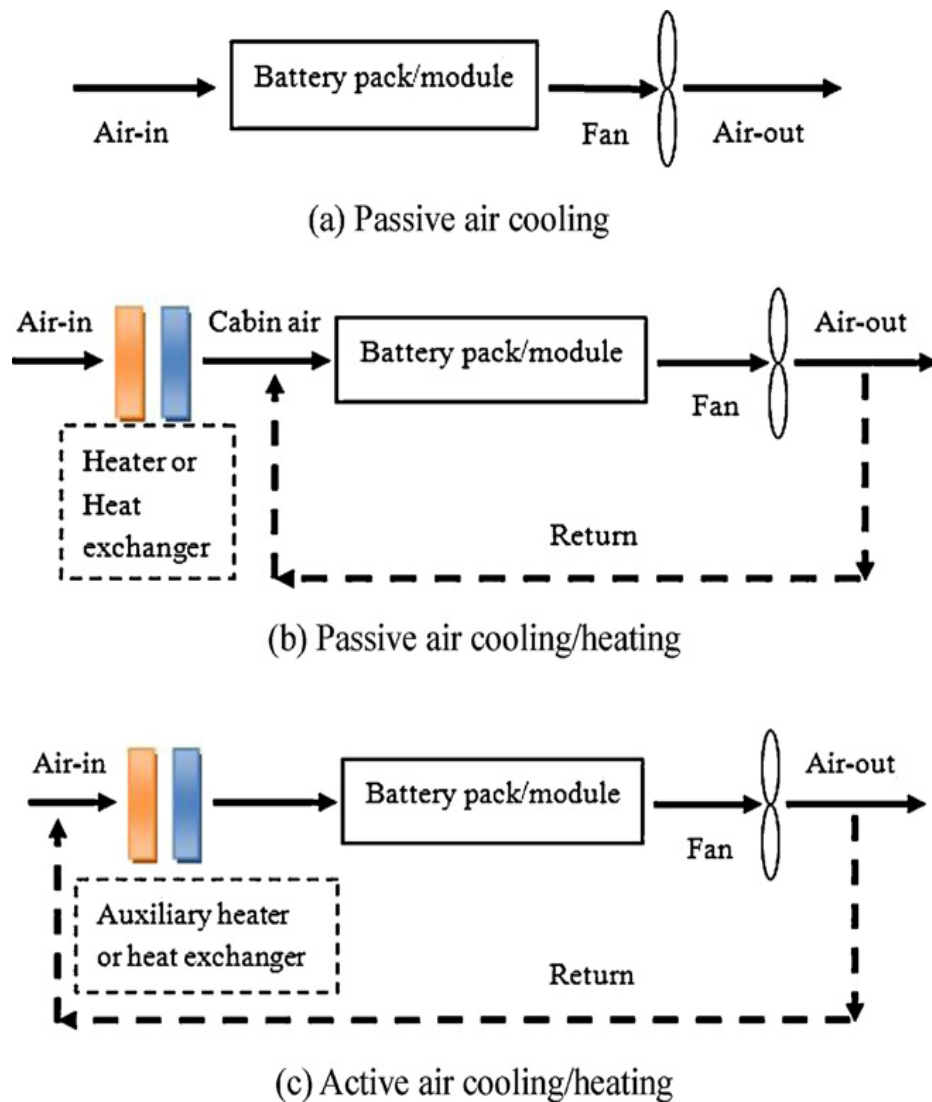 Battery pack/module
Air-in
Fan
Air-out
(a) Passive air cooling
Air-in
Cabin air
Battery pack/module
Fan
Air-out
Heater or
Heat
exchanger
Return
(b) Passive air cooling/heating
Air-in
Battery pack/module
Fan
Air-out
Auxiliary heater
or heat exchanger
Return
(c) Active air cooling/heating